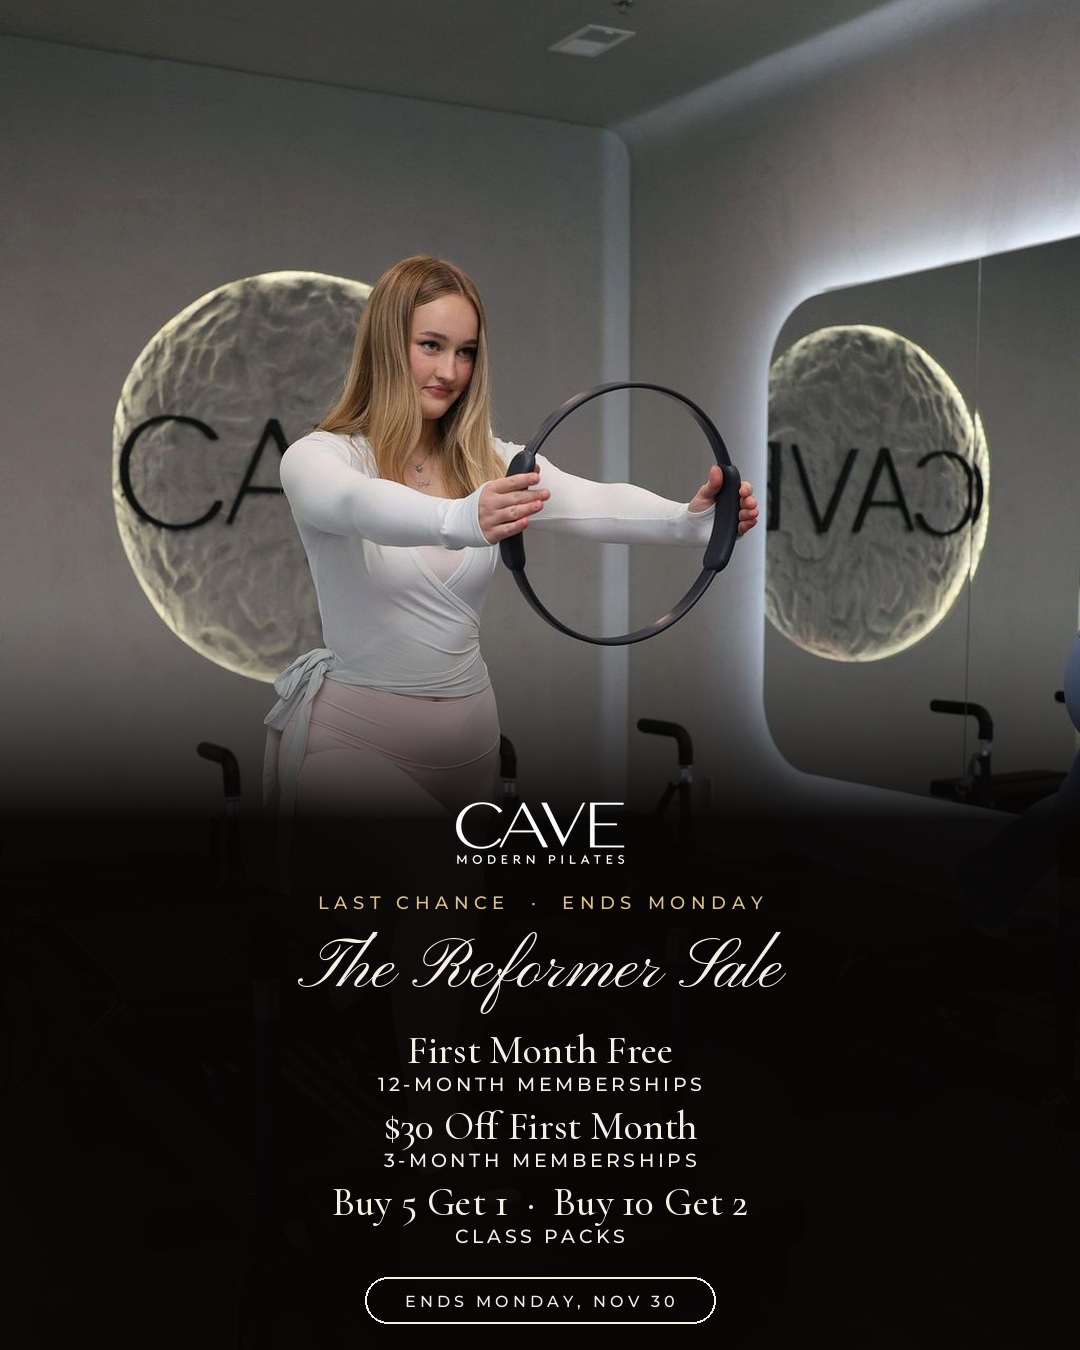 CA
CAVE
MODERN PILATES
LAST CHANCE · ENDS MONDAY
The Reformer Sale
First Month Free
12-MONTH MEMBERSHIPS
$30 Off First Month
3-MONTH MEMBERSHIPS
Buy 5 Get 1 · Buy 10 Get 2
CLASS PACKS
ENDS MONDAY, NOV 30